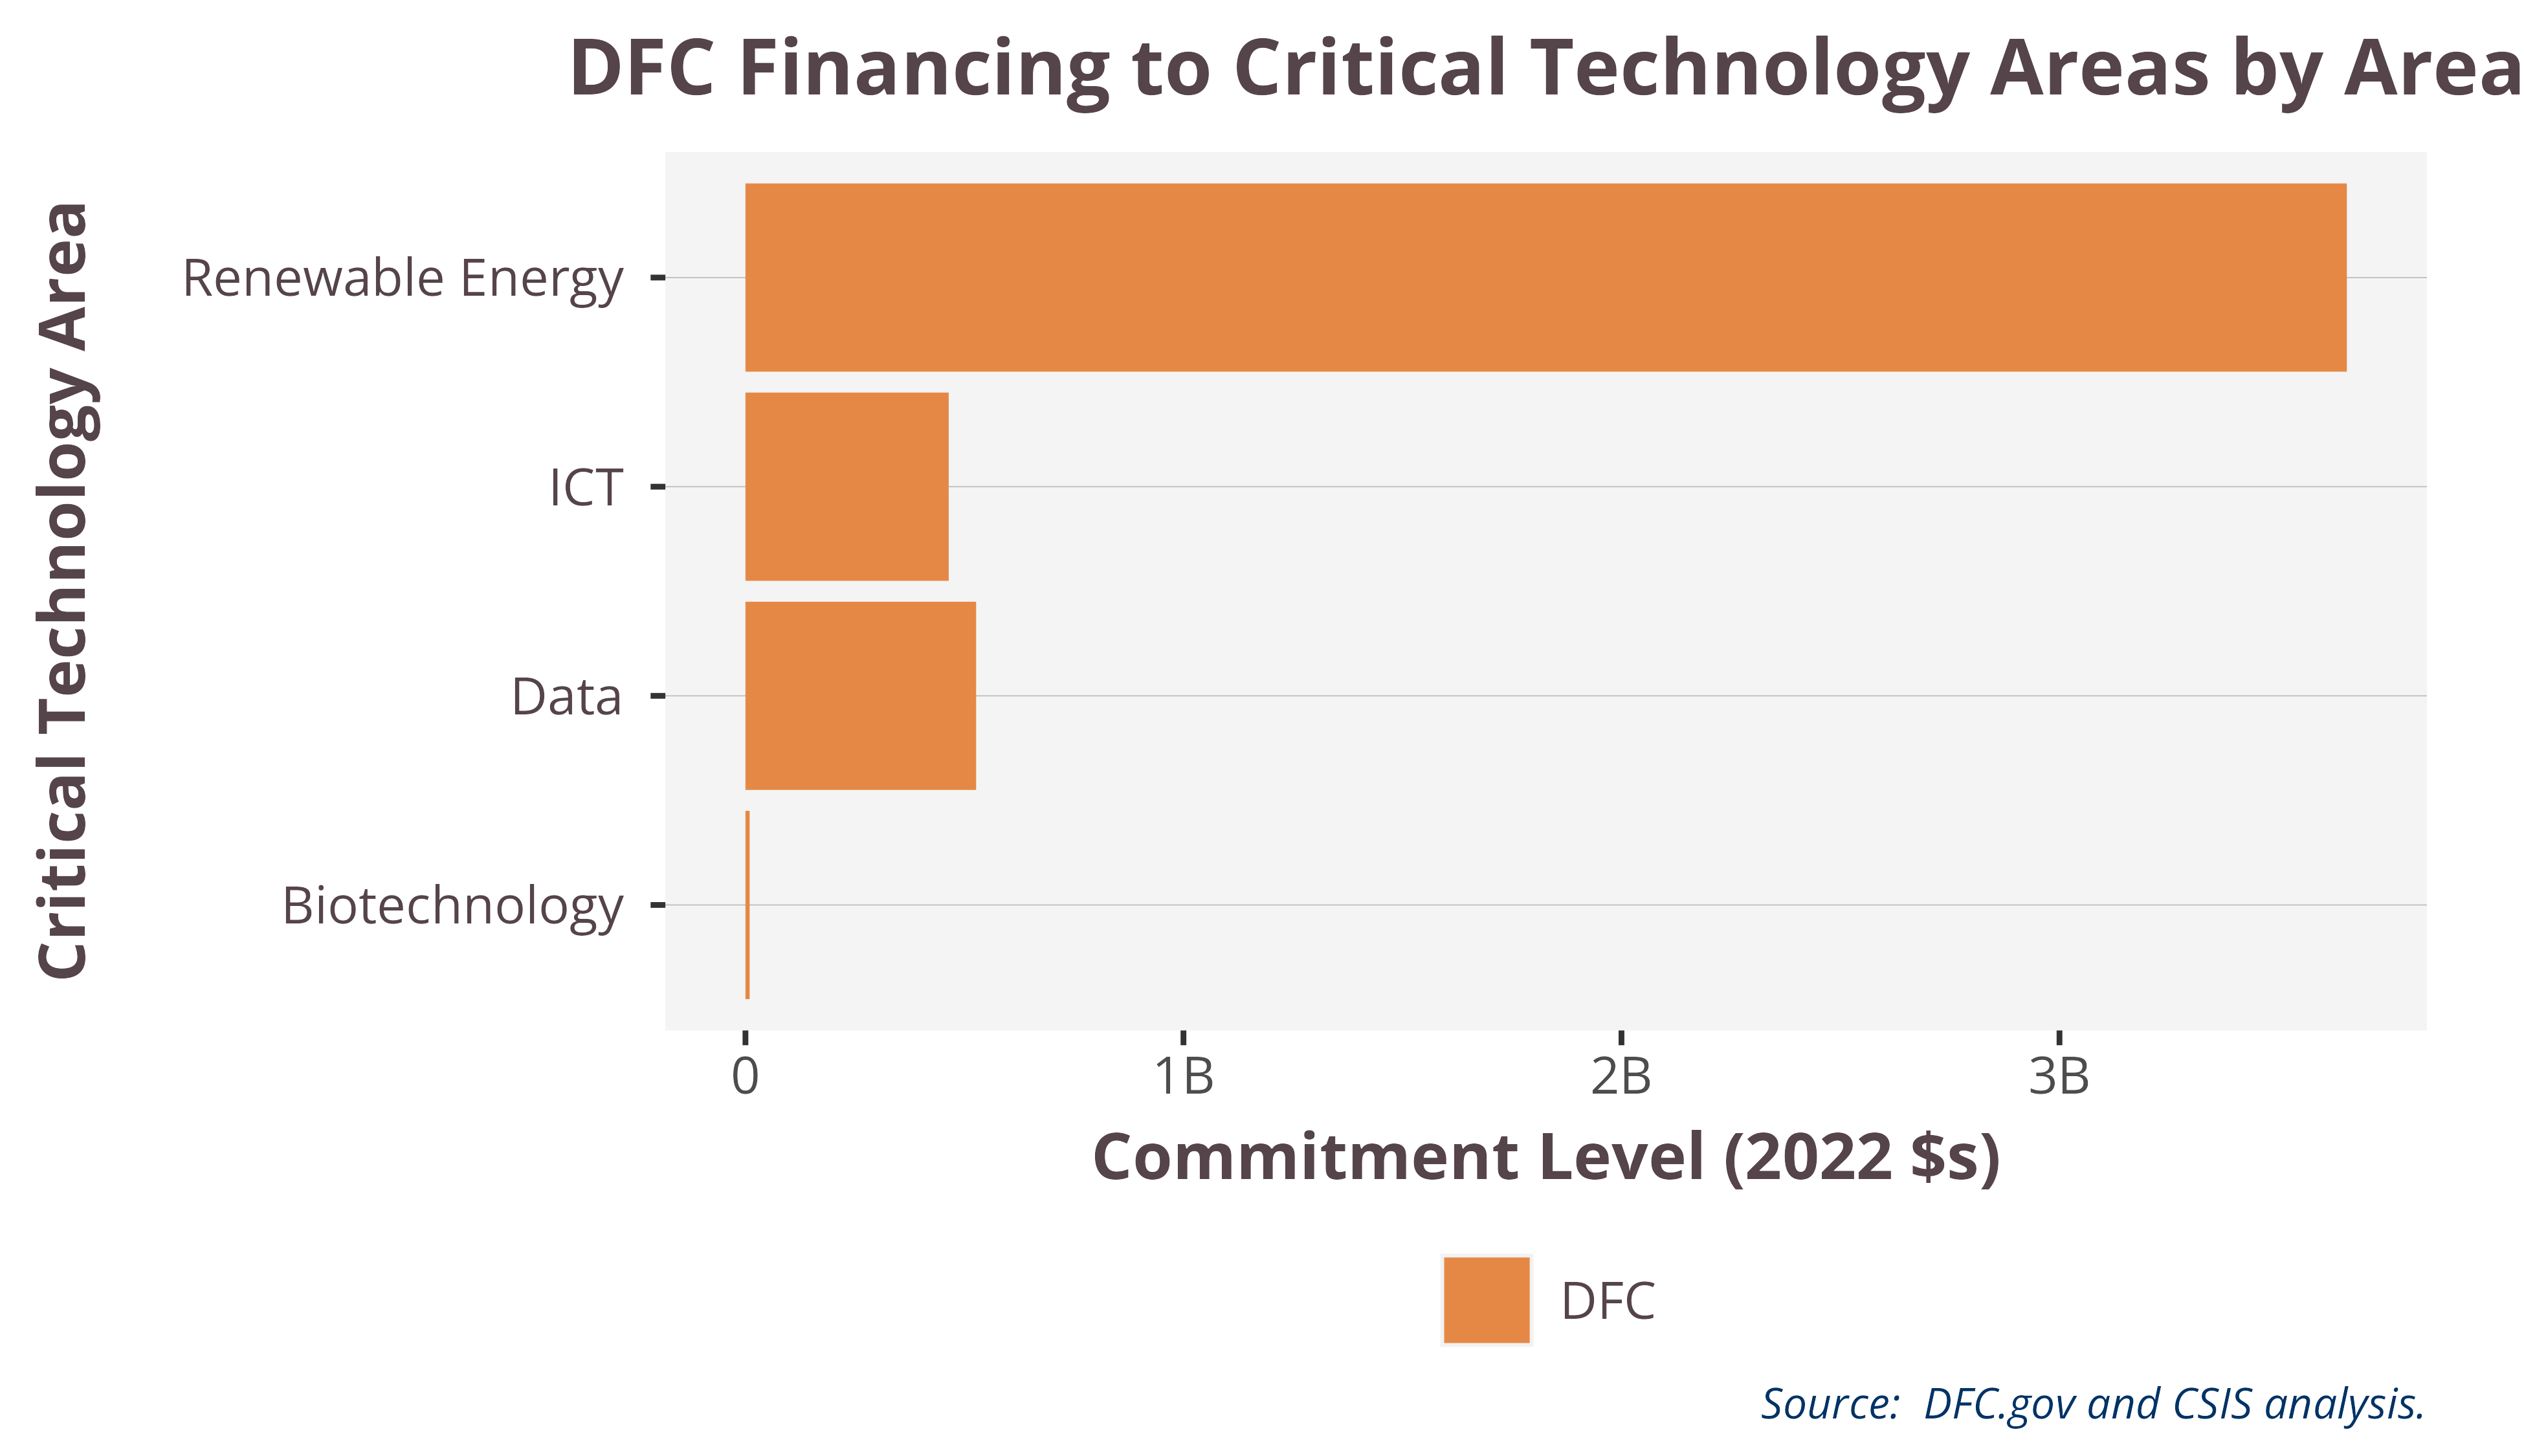 DFC Financing to Critical Technology Areas by Area
Critical Technology Area
Renewable Energy
ICT
Data
Biotechnology
0 1B 2B 3B
Commitment Level (2022 $s)
DFC
Source: DFC.gov and CSIS analysis.